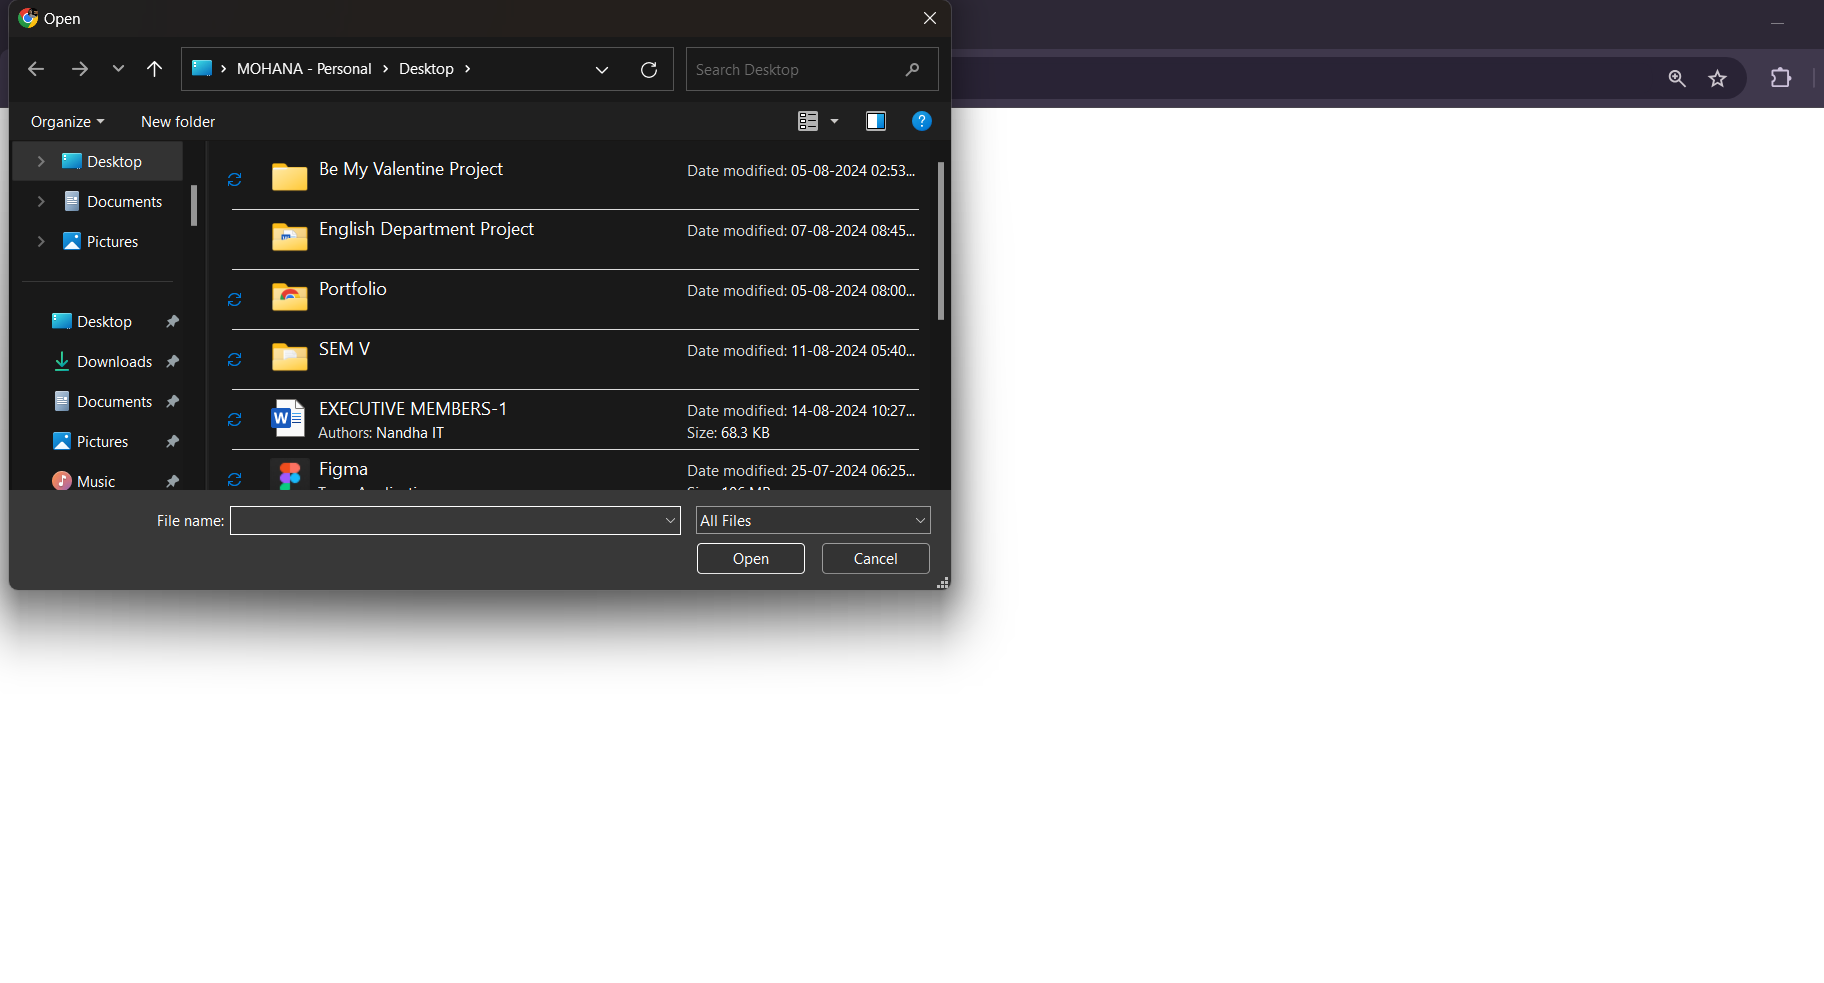 Open
MOHANA - Personal > Desktop >
Search Desktop
Organize
New folder
Desktop
Documents
Pictures
Desktop
Downloads
Documents
Pictures
Music
Be My Valentine Project
Date modified: 05-08-2024 02:53...
English Department Project
Date modified: 07-08-2024 08:45...
Portfolio
Date modified: 05-08-2024 08:00...
SEM V
Date modified: 11-08-2024 05:40...
EXECUTIVE MEMBERS-1
Date modified: 14-08-2024 10:27...
Authors: Nandha IT
Size: 68.3 KB
Figma
Date modified: 25-07-2024 06:25...
File name:
All Files
Open
Cancel